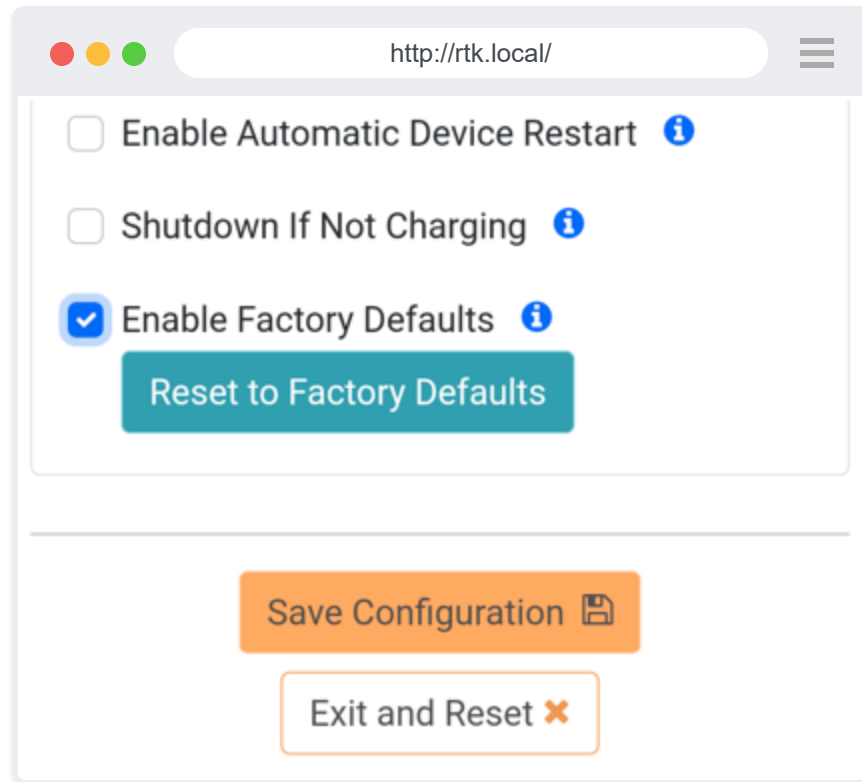 http://rtk.local/
Enable Automatic Device Restart
Shutdown If Not Charging
Enable Factory Defaults
Reset to Factory Defaults
Save Configuration
Exit and Reset